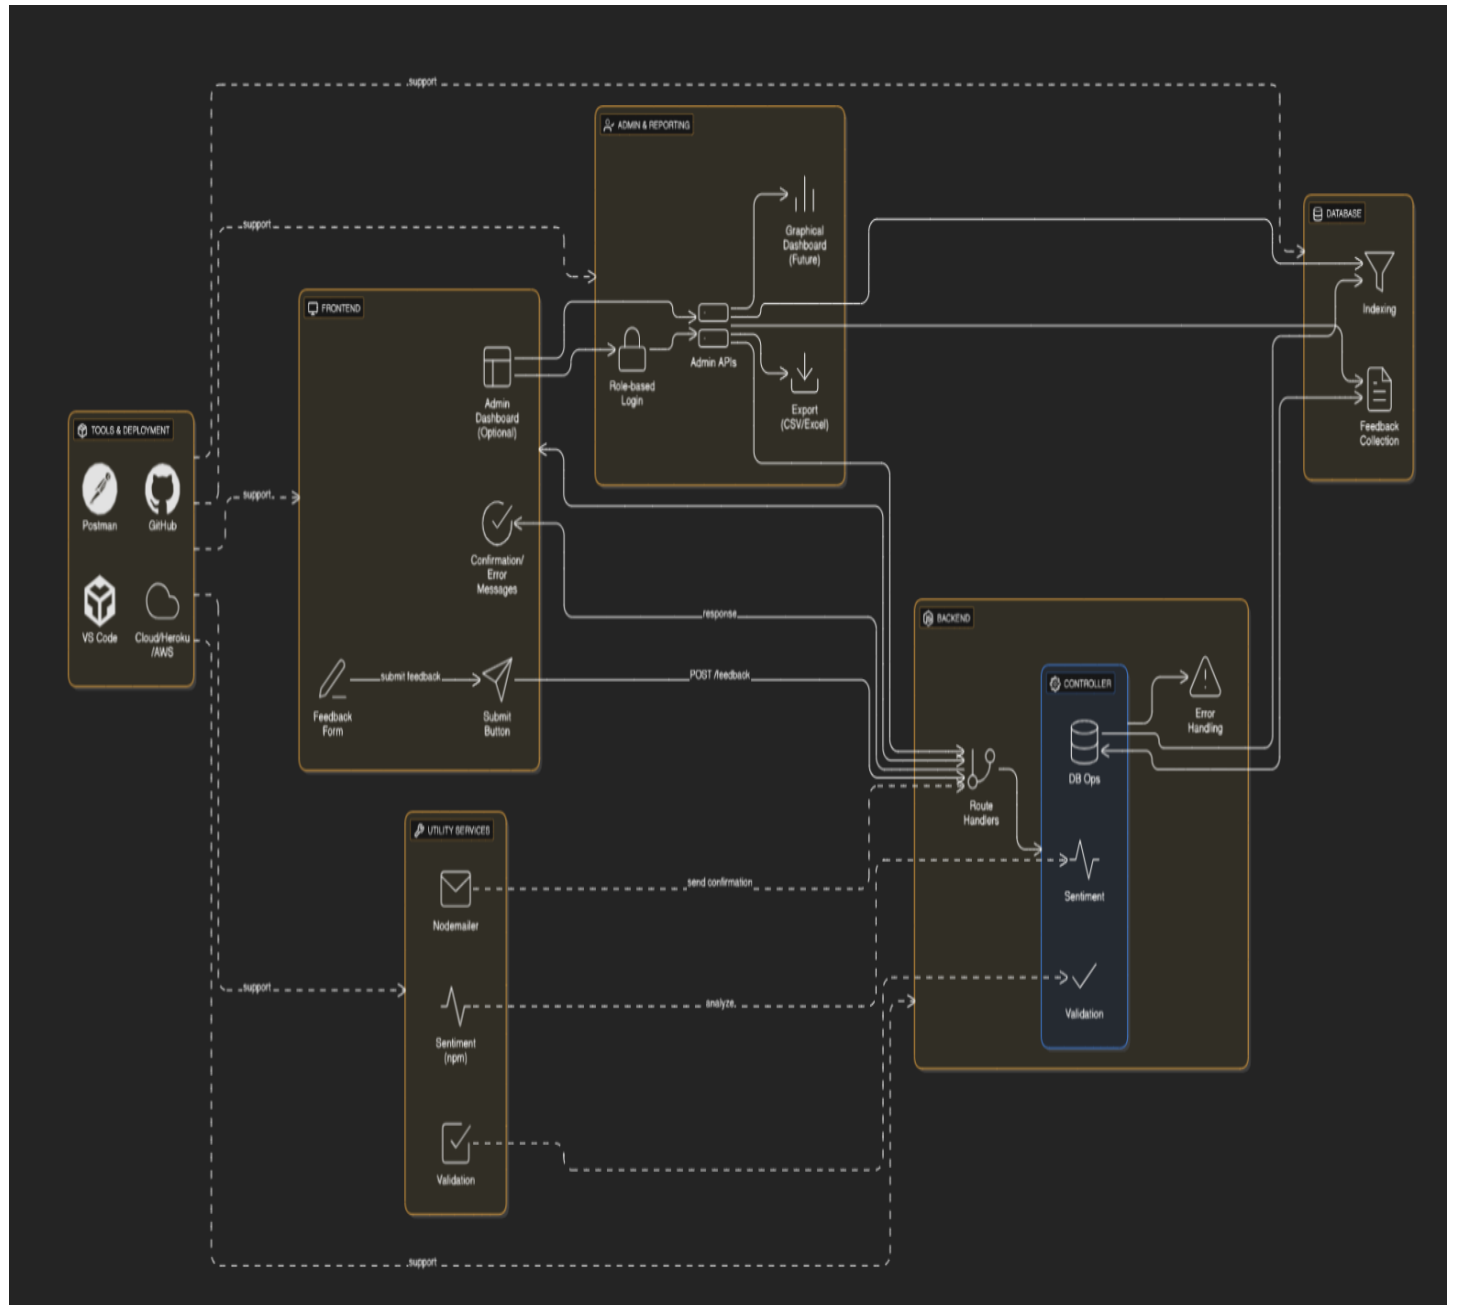 support
ADMIN & REPORTING
Graphical
Dashboard
(Future)
Admin APIs
Role-based
Login
Export
(CSV/Excel)
DATABASE
Indexing
Feedback
Collection
support
FRONTEND
Admin
Dashboard
(Optional)
Confirmation/
Error
Messages
submit feedback
Feedback
Form
Submit
Button
TOOLS & DEPLOYMENT
Postman
GitHub
VS Code
Cloud/Heroku
/AWS
support
response
POST /feedback
BACKEND
CONTROLLER
Error
Handling
DB Ops
Route
Handlers
Sentiment
Validation
UTILITY SERVICES
Nodemailer
send confirmation
support
Sentiment
(npm)
analyze
Validation
support